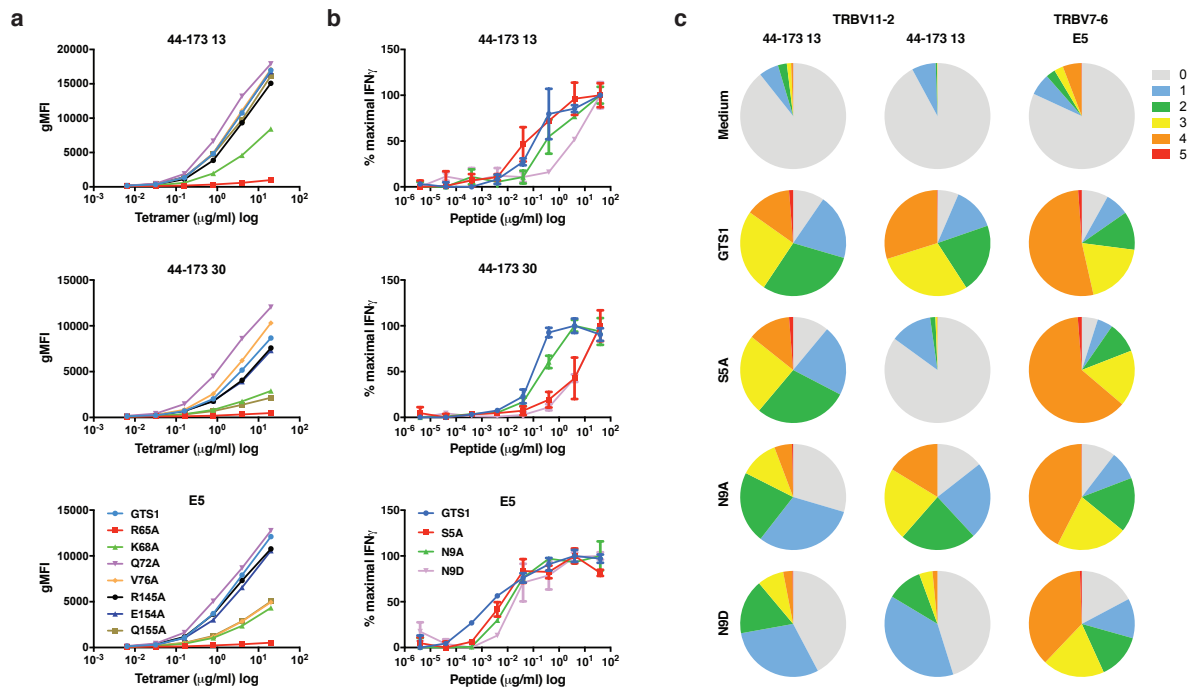 a
44-173 13
gMFI
20000
15000
10000
5000
0
10-3 10-2 10-1 100 101 102
Tetramer (μg/ml) log
44-173 30
gMFI
15000
10000
5000
0
10-3 10-2 10-1 100 101 102
Tetramer (μg/ml) log
E5
gMFI
15000
10000
5000
0
GTS1
R65A
K68A
Q72A
V76A
R145A
E154A
Q155A
10-3 10-2 10-1 100 101 102
Tetramer (μg/ml) log
b
44-173 13
% maximal IFNγ
150
100
50
0
10-6 10-5 10-4 10-3 10-2 10-1 100 101 102
Peptide (μg/ml) log
44-173 30
% maximal IFNγ
150
100
50
0
10-6 10-5 10-4 10-3 10-2 10-1 100 101 102
Peptide (μg/ml) log
E5
% maximal IFNγ
150
100
50
0
GTS1
S5A
N9A
N9D
10-6 10-5 10-4 10-3 10-2 10-1 100 101 102
Peptide (μg/ml) log
c
TRBV11-2 TRBV7-6
44-173 13 44-173 13 E5
Medium
GTS1
S5A
N9A
N9D
0
1
2
3
4
5